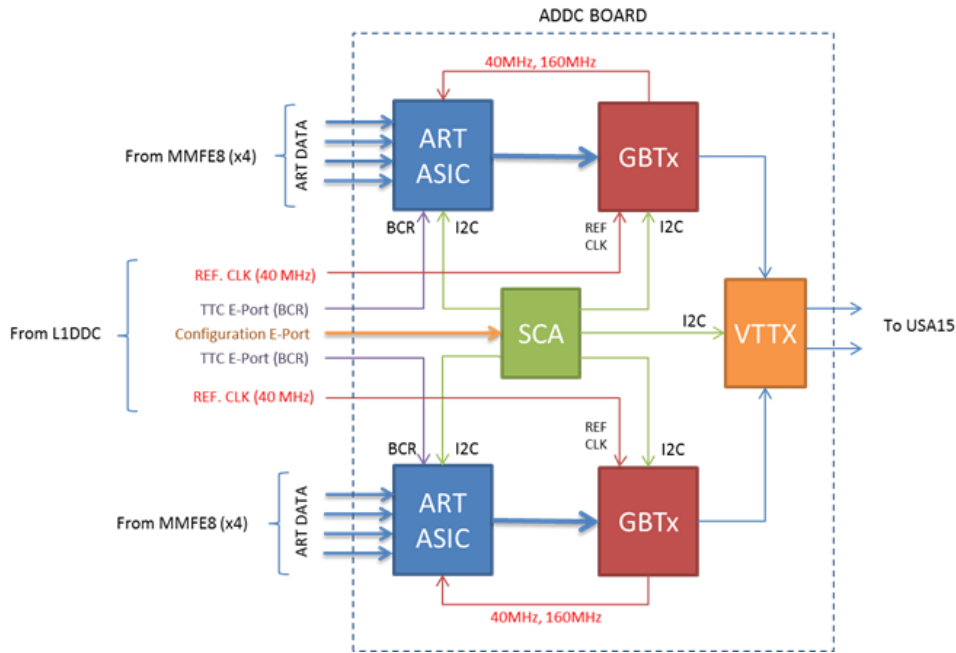 ADDC BOARD
40MHz, 160MHz
From MMFE8 (x4)
ART DATA
ART
ASIC
GBTx
BCR
I2C
REF
CLK
I2C
From L1DDC
REF. CLK (40 MHz)
TTC E-Port (BCR)
Configuration E-Port
TTC E-Port (BCR)
REF. CLK (40 MHz)
SCA
I2C
VTTX
To USA15
BCR
I2C
REF
CLK
I2C
From MMFE8 (x4)
ART DATA
ART
ASIC
GBTx
40MHz, 160MHz